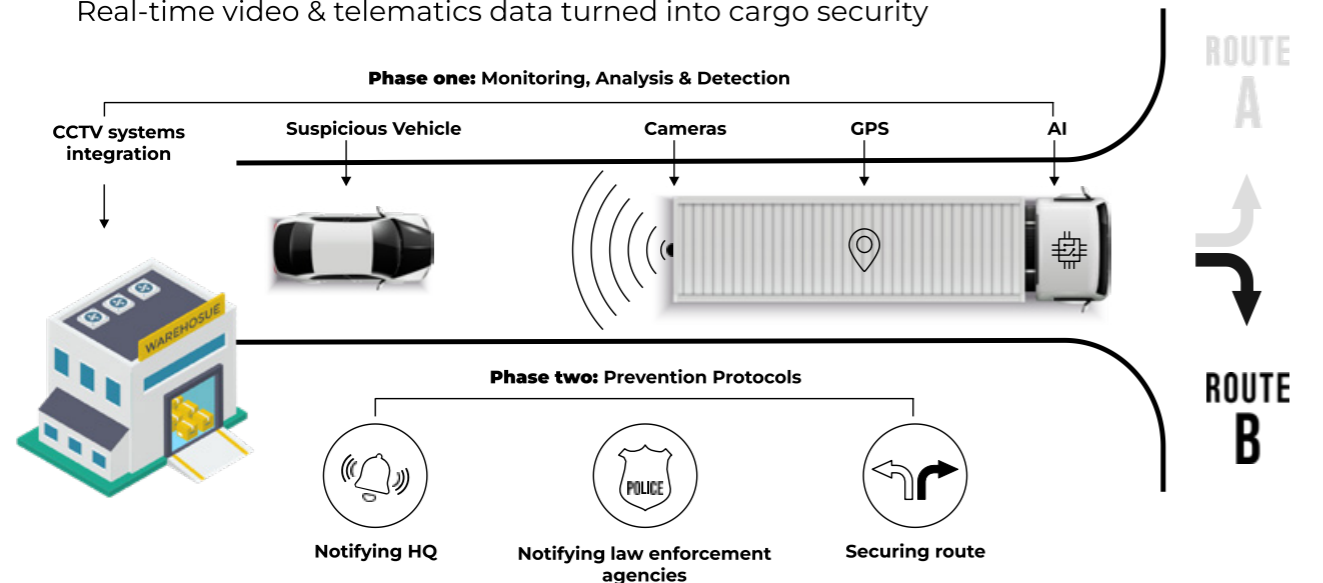 Real-time video & telematics data turned into cargo security
Phase one: Monitoring, Analysis & Detection
CCTV systems
integration
Suspicious Vehicle
Cameras
GPS
AI
ROUTE
A
WAREHOSUE
ROUTE
B
Phase two: Prevention Protocols
POLICE
Notifying HQ
Notifying law enforcement
agencies
Securing route